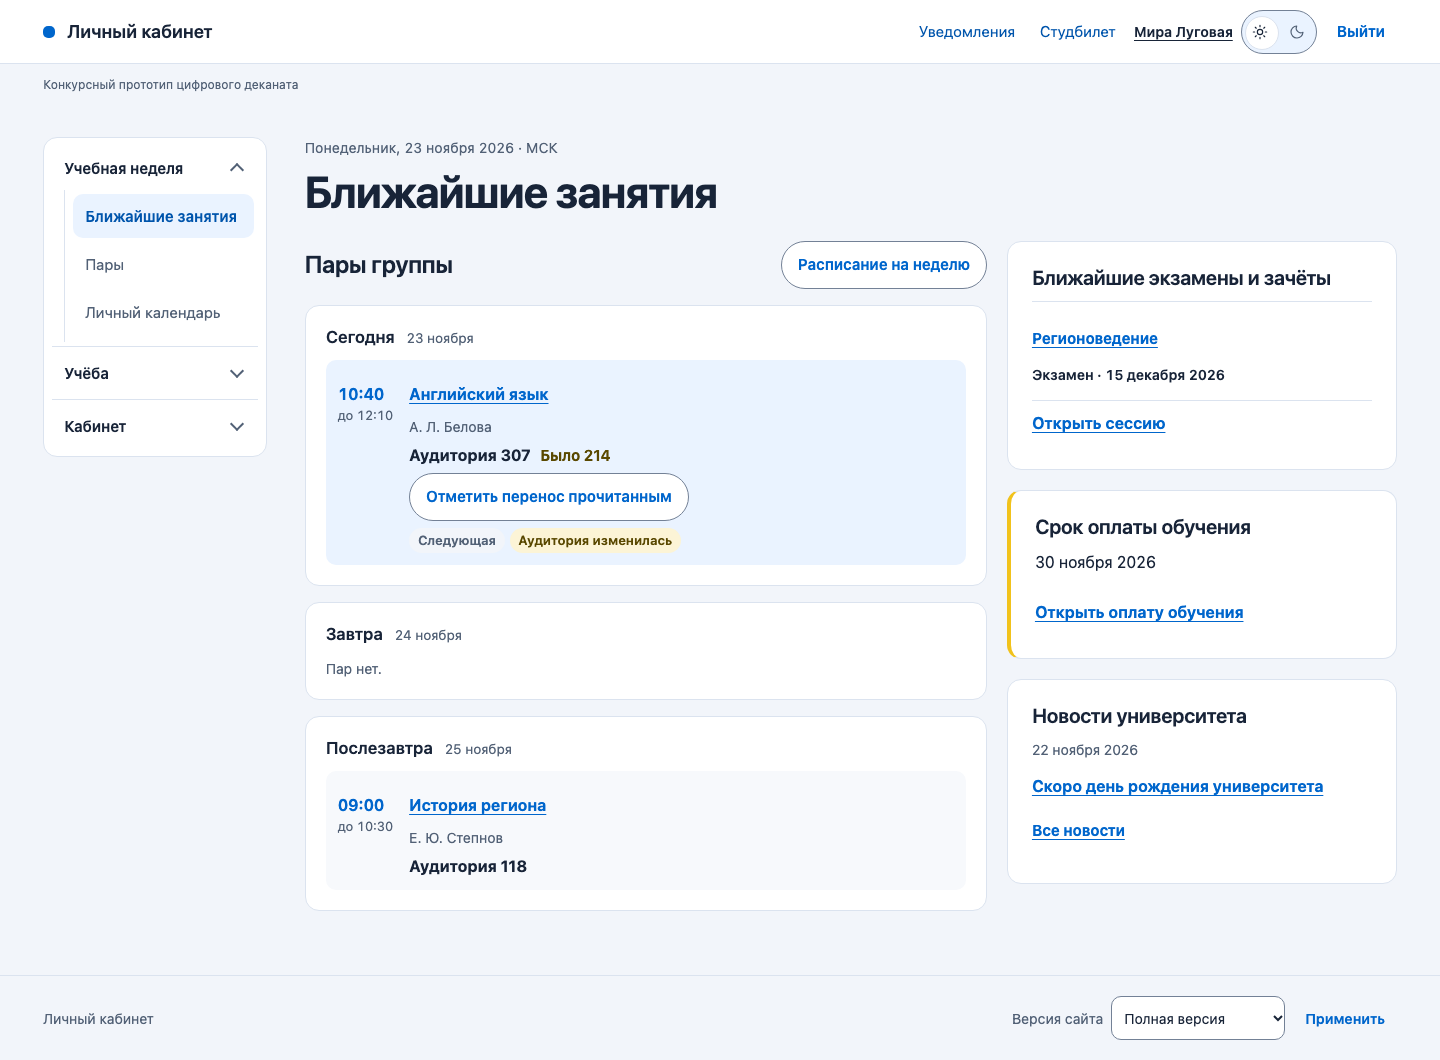 Личный кабинет
Уведомления
Студбилет
Мира Луговая
Выйти
Конкурсный прототип цифрового деканата
Учебная неделя
Ближайшие занятия
Пары
Личный календарь
Учёба
Кабинет
Понедельник, 23 ноября 2026 · МСК
Ближайшие занятия
Пары группы
Расписание на неделю
Сегодня 23 ноября
10:40
до 12:10
Английский язык
А. Л. Белова
Аудитория 307 Было 214
Отметить перенос прочитанным
Следующая
Аудитория изменилась
Завтра 24 ноября
Пар нет.
Послезавтра 25 ноября
09:00
до 10:30
История региона
Е. Ю. Степнов
Аудитория 118
Ближайшие экзамены и зачёты
Регионоведение
Экзамен · 15 декабря 2026
Открыть сессию
Срок оплаты обучения
30 ноября 2026
Открыть оплату обучения
Новости университета
22 ноября 2026
Скоро день рождения университета
Все новости
Личный кабинет
Версия сайта
Полная версия
Применить